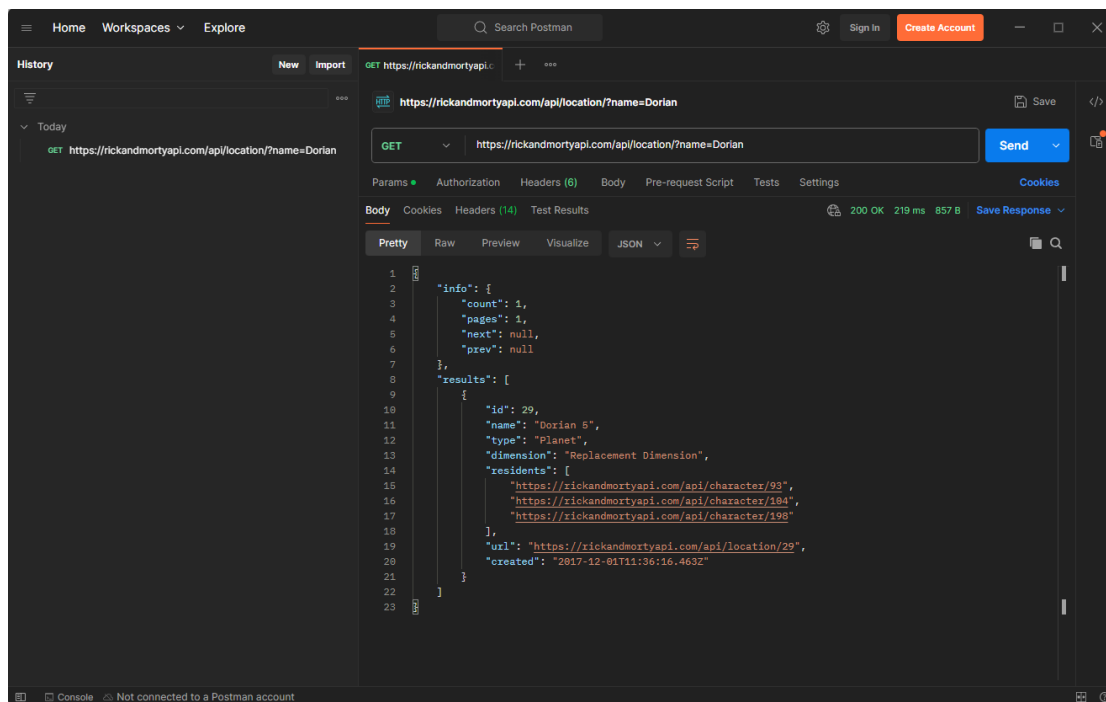 Home Workspaces Explore Search Postman Sign In Create Account
History New Import GET https://rickandmortyapi.c
HTTP https://rickandmortyapi.com/api/location/?name=Dorian Save
Today
GET https://rickandmortyapi.com/api/location/?name=Dorian
GET https://rickandmortyapi.com/api/location/?name=Dorian Send
Params Authorization Headers (6) Body Pre-request Script Tests Settings Cookies
Body Cookies Headers (14) Test Results 200 OK 219 ms 857 B Save Response
Pretty Raw Preview Visualize JSON
1 {
2 "info": {
3 "count": 1,
4 "pages": 1,
5 "next": null,
6 "prev": null
7 },
8 "results": [
9 {
10 "id": 29,
11 "name": "Dorian 5",
12 "type": "Planet",
13 "dimension": "Replacement Dimension",
14 "residents": [
15 "https://rickandmortyapi.com/api/character/93",
16 "https://rickandmortyapi.com/api/character/104",
17 "https://rickandmortyapi.com/api/character/198"
18 ],
19 "url": "https://rickandmortyapi.com/api/location/29",
20 "created": "2017-12-01T11:36:16.463Z"
21 }
22 ]
23 }
Console Not connected to a Postman account